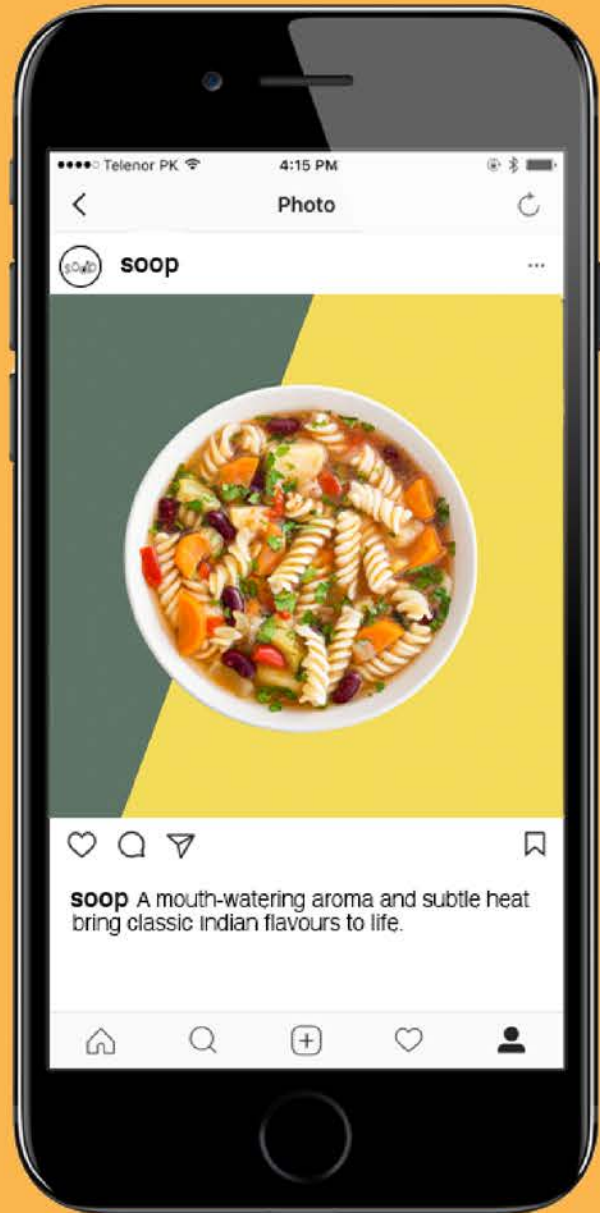 Telenor PK 4:15 PM
Photo
soop
soop
soop A mouth-watering aroma and subtle heat
bring classic Indian flavours to life.